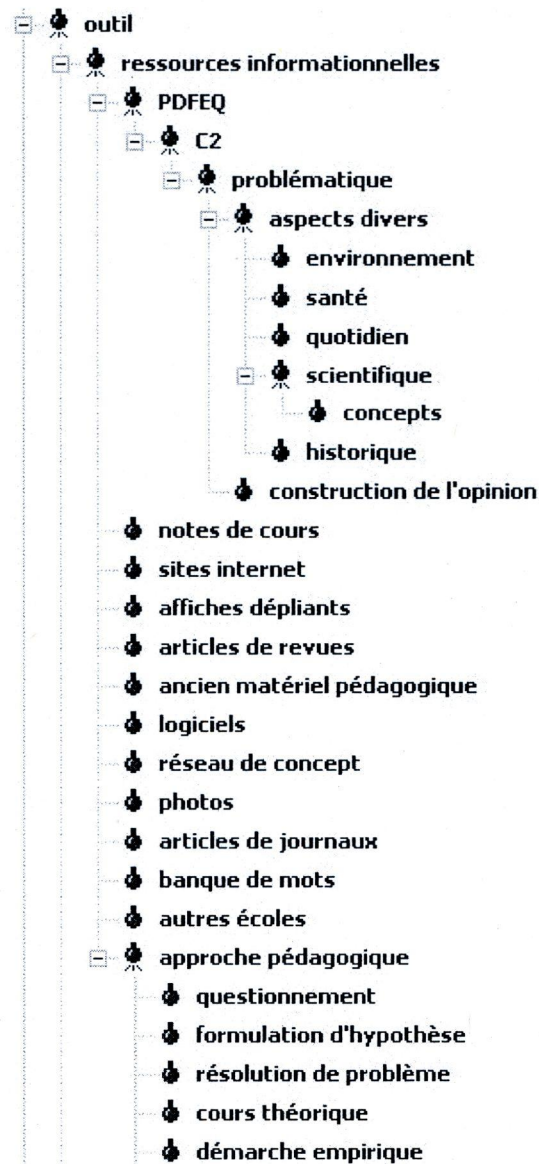 outil
ressources informationnelles
PDFEQ
C2
problématique
aspects divers
environnement
santé
quotidien
scientifique
concepts
historique
construction de l'opinion
notes de cours
sites internet
affiches dépliants
articles de revues
ancien matériel pédagogique
logiciels
réseau de concept
photos
articles de journaux
banque de mots
autres écoles
approche pédagogique
questionnement
formulation d'hypothèse
résolution de problème
cours théorique
démarche empirique